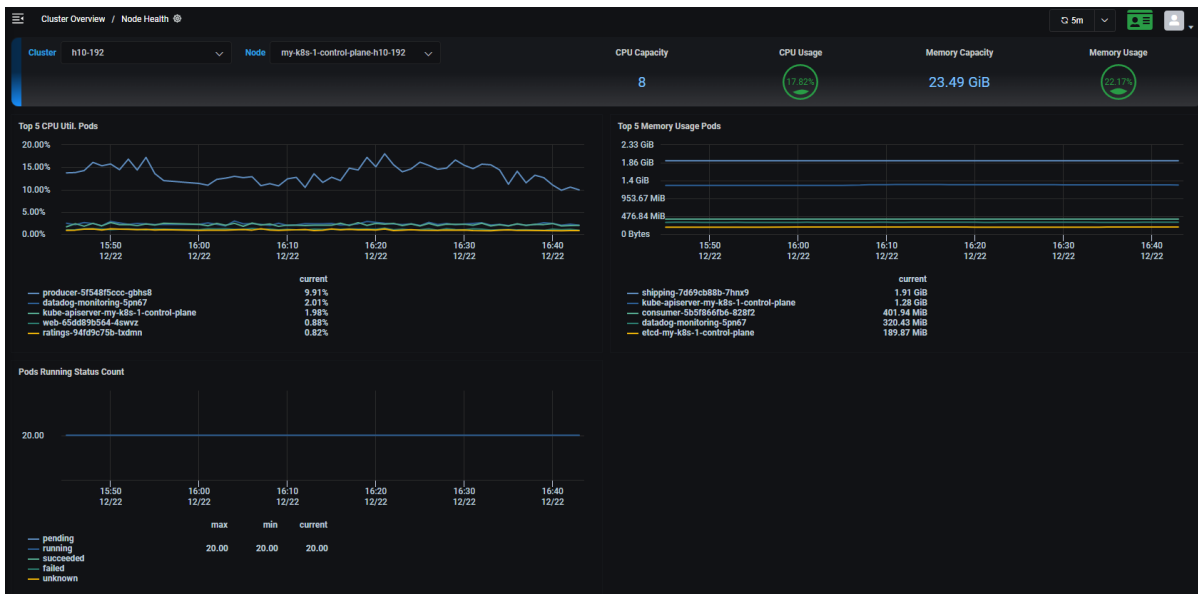 Cluster Overview / Node Health
5m
Cluster h10-192 Node my-k8s-1-control-plane-h10-192
CPU Capacity CPU Usage Memory Capacity Memory Usage
8 17.82% 23.49 GiB 22.17%
Top 5 CPU Util. Pods
20.00%
15.00%
10.00%
5.00%
0.00%
15:50 16:00 16:10 16:20 16:30 16:40
12/22 12/22 12/22 12/22 12/22 12/22
current
producer-5f548f5ccc-gbhs8 9.91%
datadog-monitoring-5pn67 2.01%
kube-apiserver-my-k8s-1-control-plane 1.98%
web-65dd89b564-4swvz 0.88%
ratings-94fd9c75b-txdmn 0.82%
Top 5 Memory Usage Pods
2.33 GiB
1.86 GiB
1.4 GiB
953.67 MiB
476.84 MiB
0 Bytes
15:50 16:00 16:10 16:20 16:30 16:40
12/22 12/22 12/22 12/22 12/22 12/22
current
shipping-7d69cb88b-7hnx9 1.91 GiB
kube-apiserver-my-k8s-1-control-plane 1.28 GiB
consumer-5b5f866fb6-828f2 401.94 MiB
datadog-monitoring-5pn67 320.43 MiB
etcd-my-k8s-1-control-plane 189.87 MiB
Pods Running Status Count
20.00
15:50 16:00 16:10 16:20 16:30 16:40
12/22 12/22 12/22 12/22 12/22 12/22
max min current
pending
running 20.00 20.00 20.00
succeeded
failed
unknown